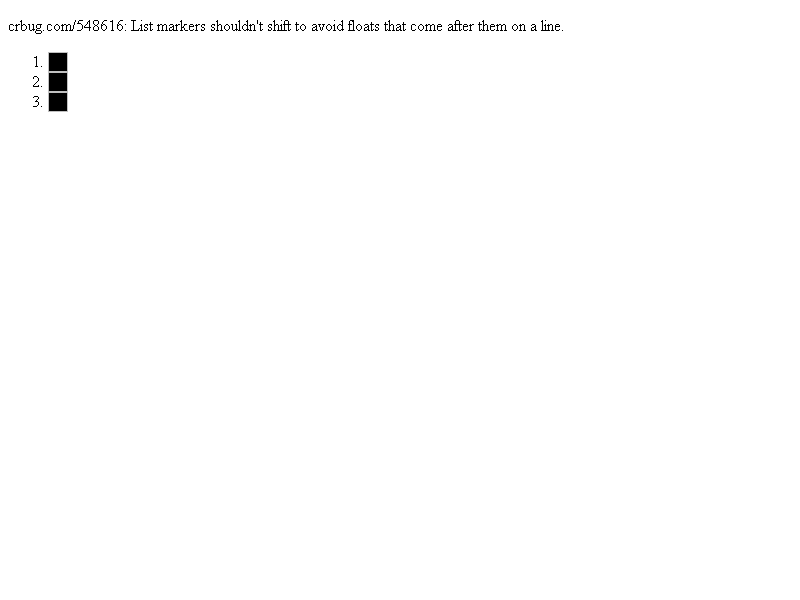 crbug.com/548616: List markers shouldn't shift to avoid floats that come after them on a line.
1.
2.
3.